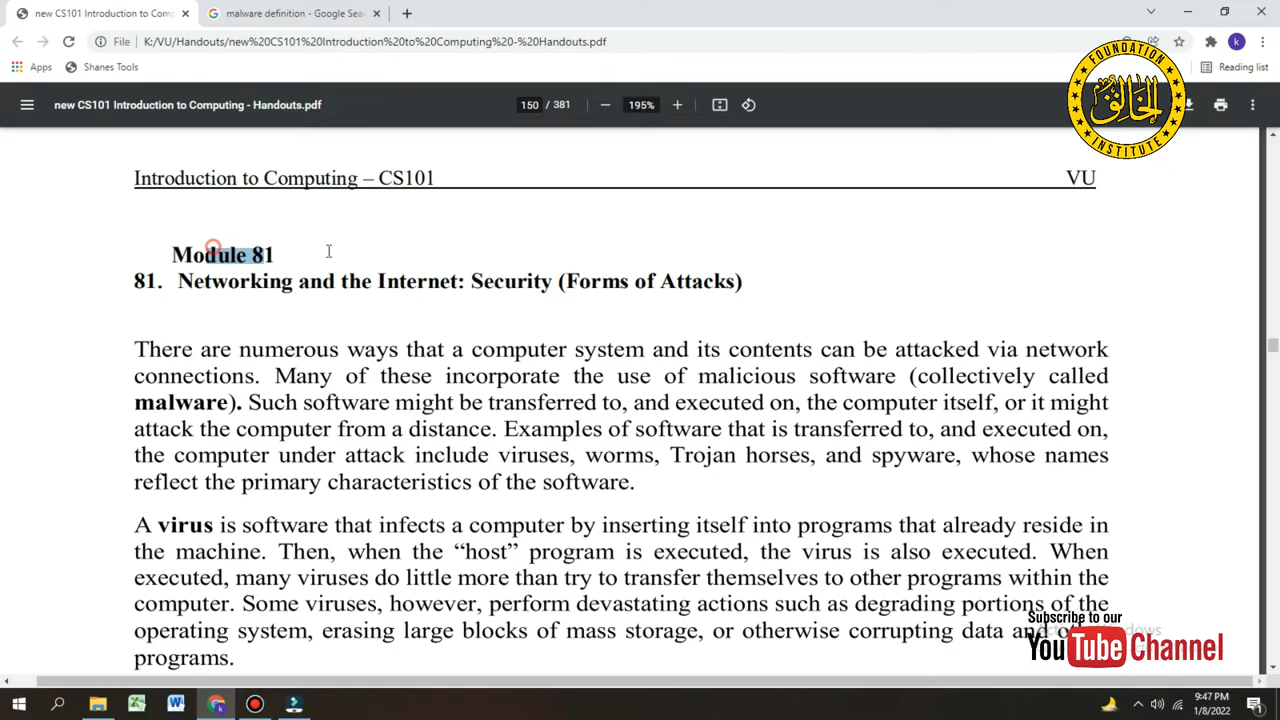 new CS101 Introduction to Comput
malware definition - Google Sea
File
K:/VU/Handouts/new%20CS101%20Introduction%20to%20Computing%20-%20Handouts.pdf
k
Apps
Shanes Tools
Reading list
FOUNDATION
الخالق
INSTITUTE
new CS101 Introduction to Computing - Handouts.pdf
150 / 381
195%
Introduction to Computing – CS101
VU
Module 81
81. Networking and the Internet: Security (Forms of Attacks)
There are numerous ways that a computer system and its contents can be attacked via network
connections. Many of these incorporate the use of malicious software (collectively called
malware). Such software might be transferred to, and executed on, the computer itself, or it might
attack the computer from a distance. Examples of software that is transferred to, and executed on,
the computer under attack include viruses, worms, Trojan horses, and spyware, whose names
reflect the primary characteristics of the software.
A virus is software that infects a computer by inserting itself into programs that already reside in
the machine. Then, when the “host” program is executed, the virus is also executed. When
executed, many viruses do little more than try to transfer themselves to other programs within the
computer. Some viruses, however, perform devastating actions such as degrading portions of the
operating system, erasing large blocks of mass storage, or otherwise corrupting data and
programs.
Subscribe to our
YouTube Channel
9:47 PM
1/8/2022